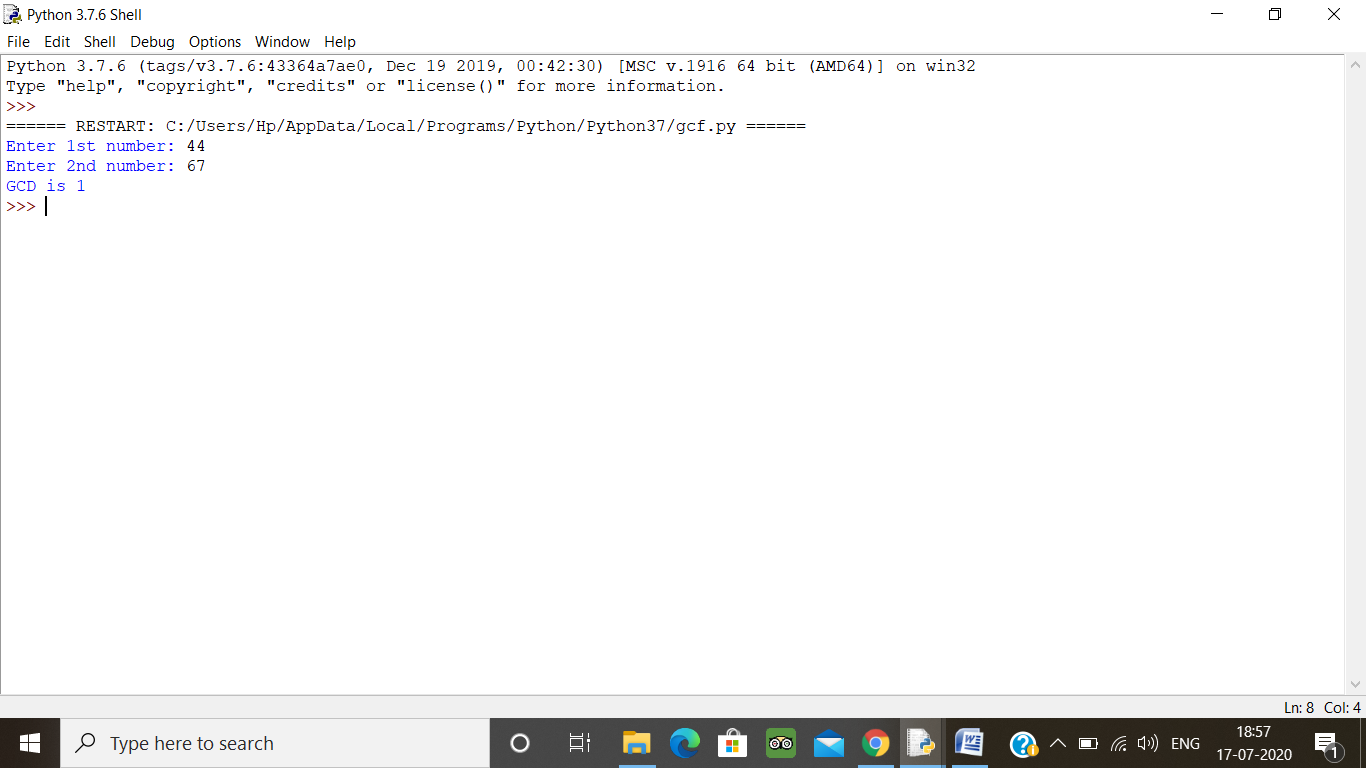 Python 3.7.6 Shell
File Edit Shell Debug Options Window Help
Python 3.7.6 (tags/v3.7.6:43364a7ae0, Dec 19 2019, 00:42:30) [MSC v.1916 64 bit (AMD64)] on win32
Type "help", "copyright", "credits" or "license()" for more information.
>>>
====== RESTART: C:/Users/Hp/AppData/Local/Programs/Python/Python37/gcf.py ======
Enter 1st number: 44
Enter 2nd number: 67
GCD is 1
>>>
Ln: 8 Col: 4
Type here to search
ENG
18:57
17-07-2020
1